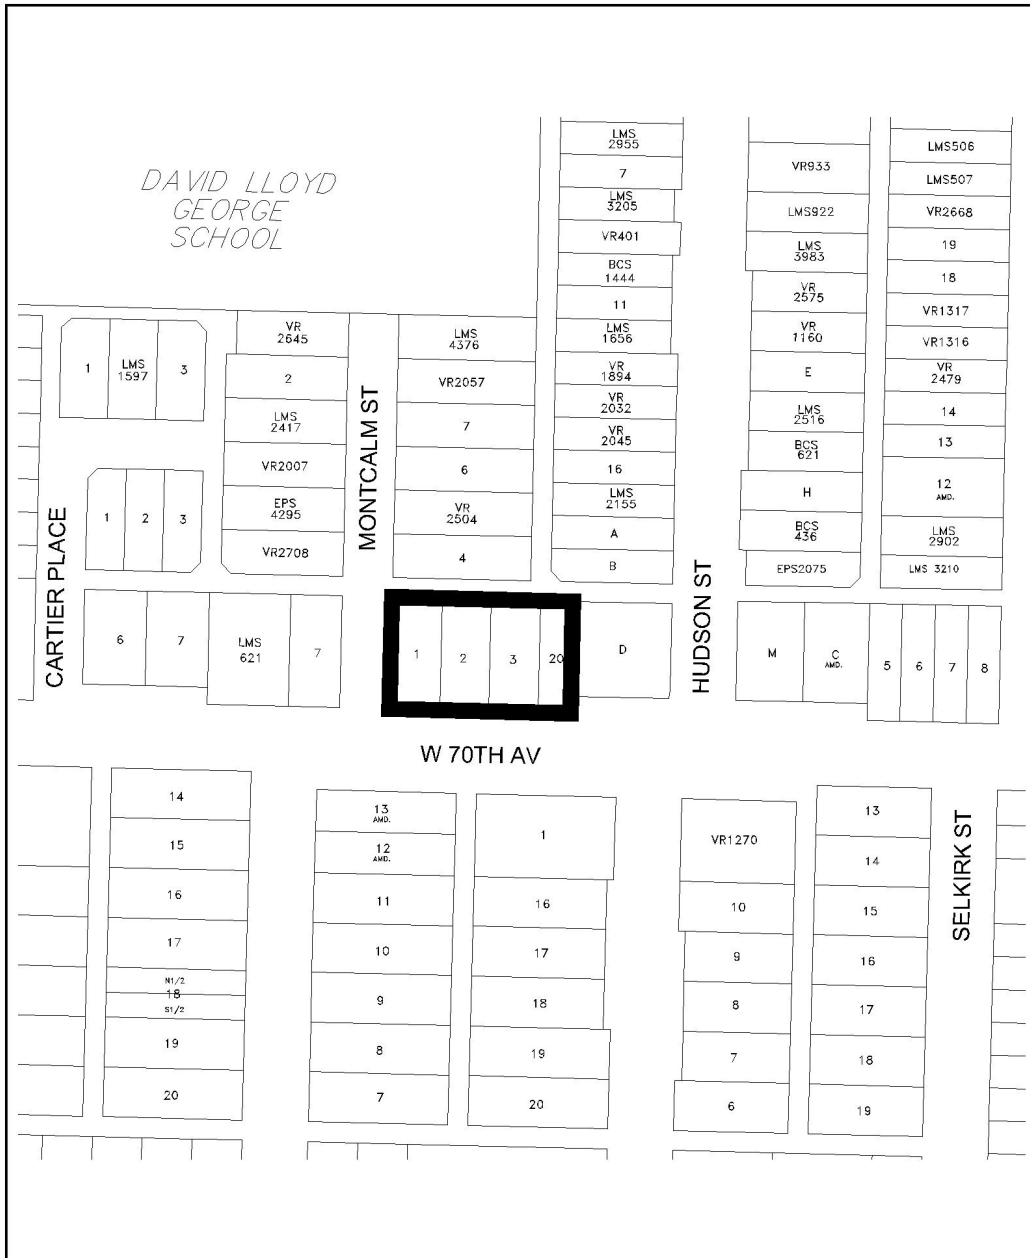 DAVID LLOYD
GEORGE
SCHOOL
LMS
2955
7
LMS
3205
VR401
BCS
1444
11
LMS
1656
VR
1894
VR
2032
VR
2045
16
LMS
2155
A
B
VR933
LMS922
LMS
3983
VR
2575
VR
1160
E
LMS
2516
BCS
621
H
BCS
436
EPS2075
LMS506
LMS507
VR2668
19
18
VR1317
VR1316
VR
2479
14
13
12
AMD.
LMS
2902
LMS 3210
1
LMS
1597
3
1
2
3
VR
2645
2
LMS
2417
VR2007
EPS
4295
VR2708
MONTCALM ST
LMS
4376
VR2057
7
6
VR
2504
4
CARTIER PLACE
HUDSON ST
6
7
LMS
621
7
1
2
3
20
D
M
C
AMD.
5
6
7
8
W 70TH AV
14
15
16
17
N1/2
18
S1/2
19
20
13
AMD.
12
AMD.
11
10
9
8
7
1
16
17
18
19
20
VR1270
10
9
8
7
6
13
14
15
16
17
18
19
SELKIRK ST